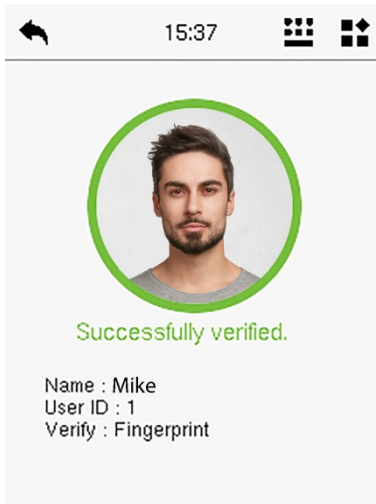 15:37
Successfully verified.
Name : Mike
User ID : 1
Verify : Fingerprint